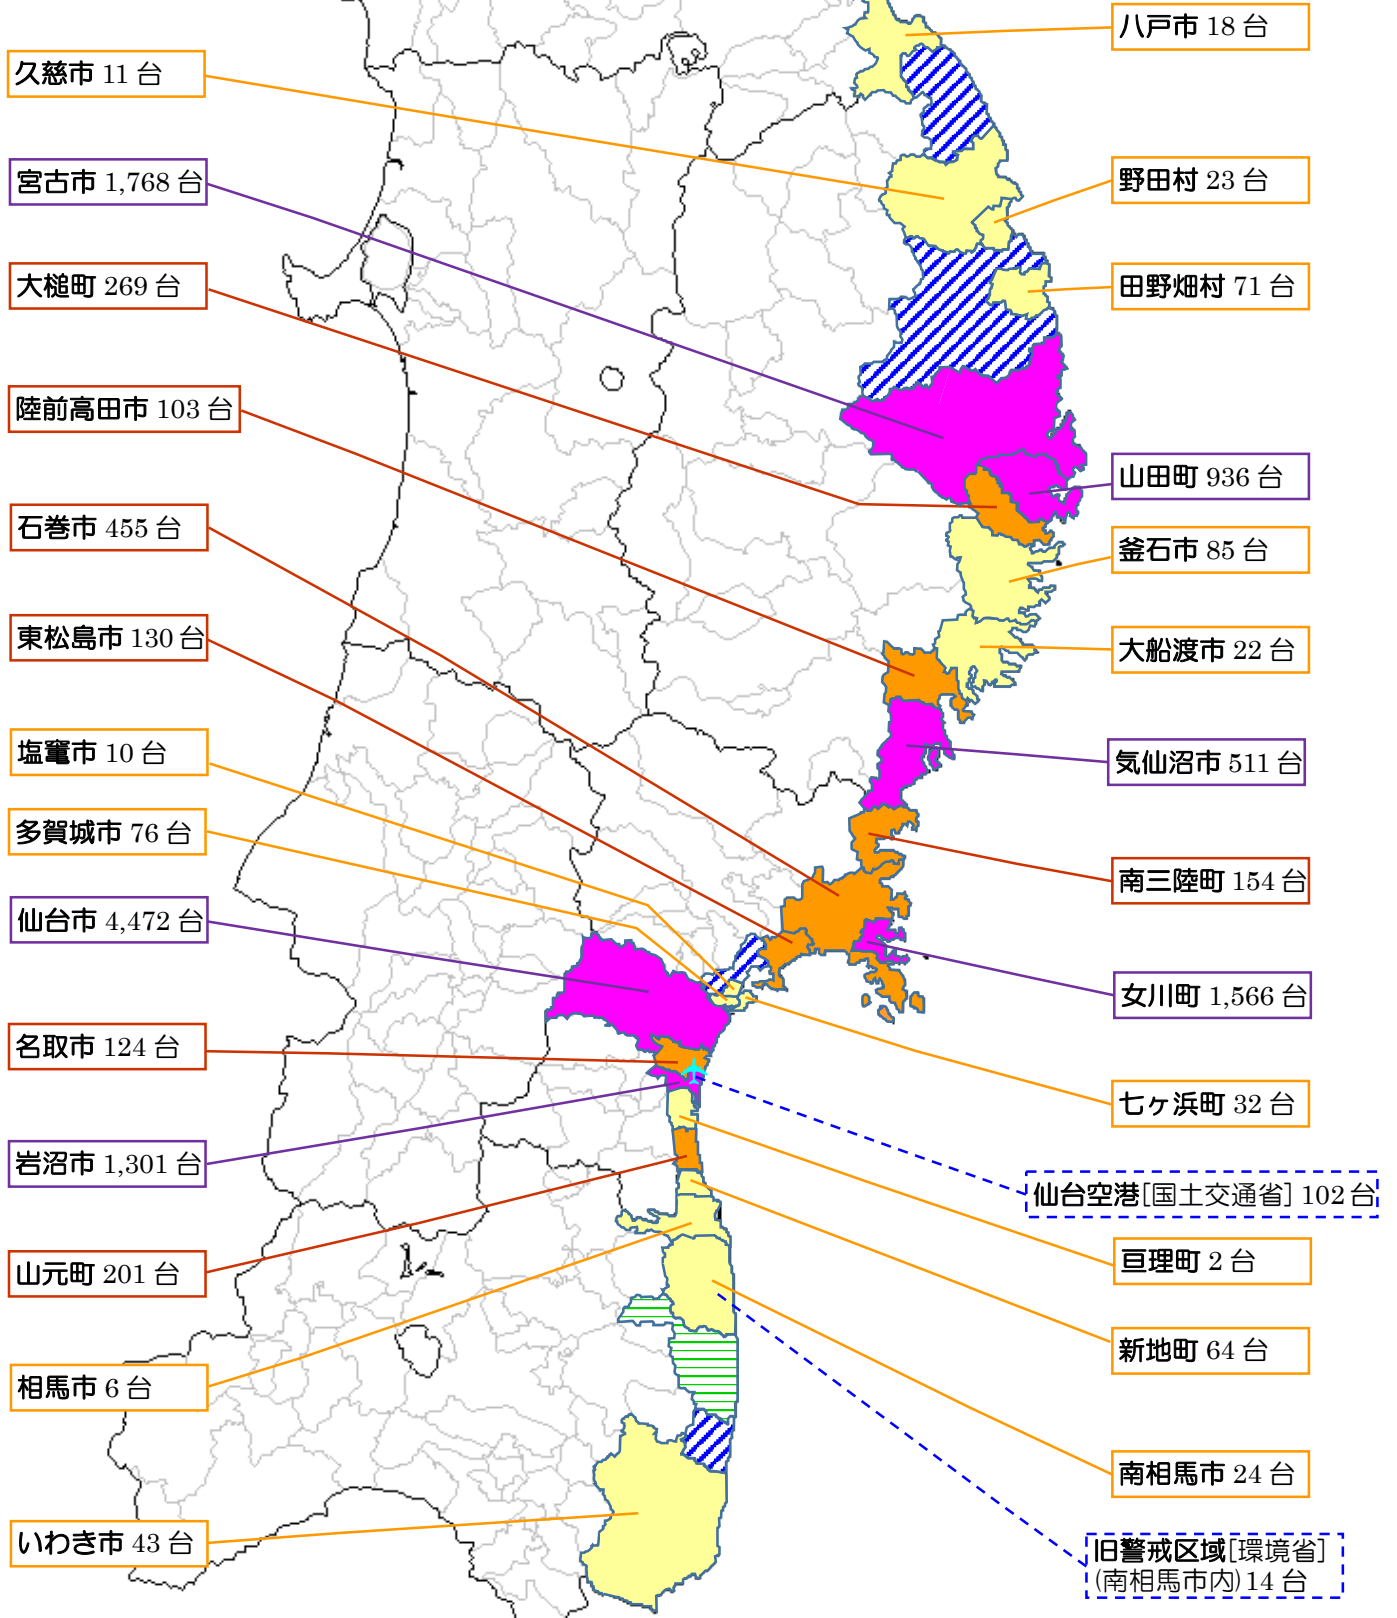 久慈市 11 台
宮古市 1,768 台
大槌町 269 台
陸前高田市 103 台
石巻市 455 台
東松島市 130 台
塩竈市 10 台
多賀城市 76 台
仙台市 4,472 台
名取市 124 台
岩沼市 1,301 台
山元町 201 台
相馬市 6 台
いわき市 43 台
八戸市 18 台
野田村 23 台
田野畑村 71 台
山田町 936 台
釜石市 85 台
大船渡市 22 台
気仙沼市 511 台
南三陸町 154 台
女川町 1,566 台
七ヶ浜町 32 台
仙台空港[国土交通省] 102 台
亘理町 2 台
新地町 64 台
南相馬市 24 台
旧警戒区域[環境省]
(南相馬市内) 14 台